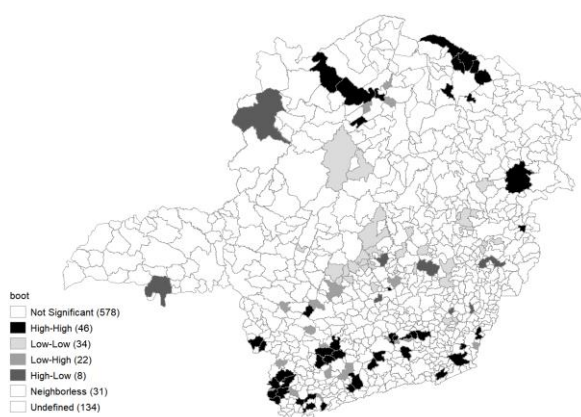 boot
Not Significant (578)
High-High (46)
Low-Low (34)
Low-High (22)
High-Low (8)
Neighborless (31)
Undefined (134)